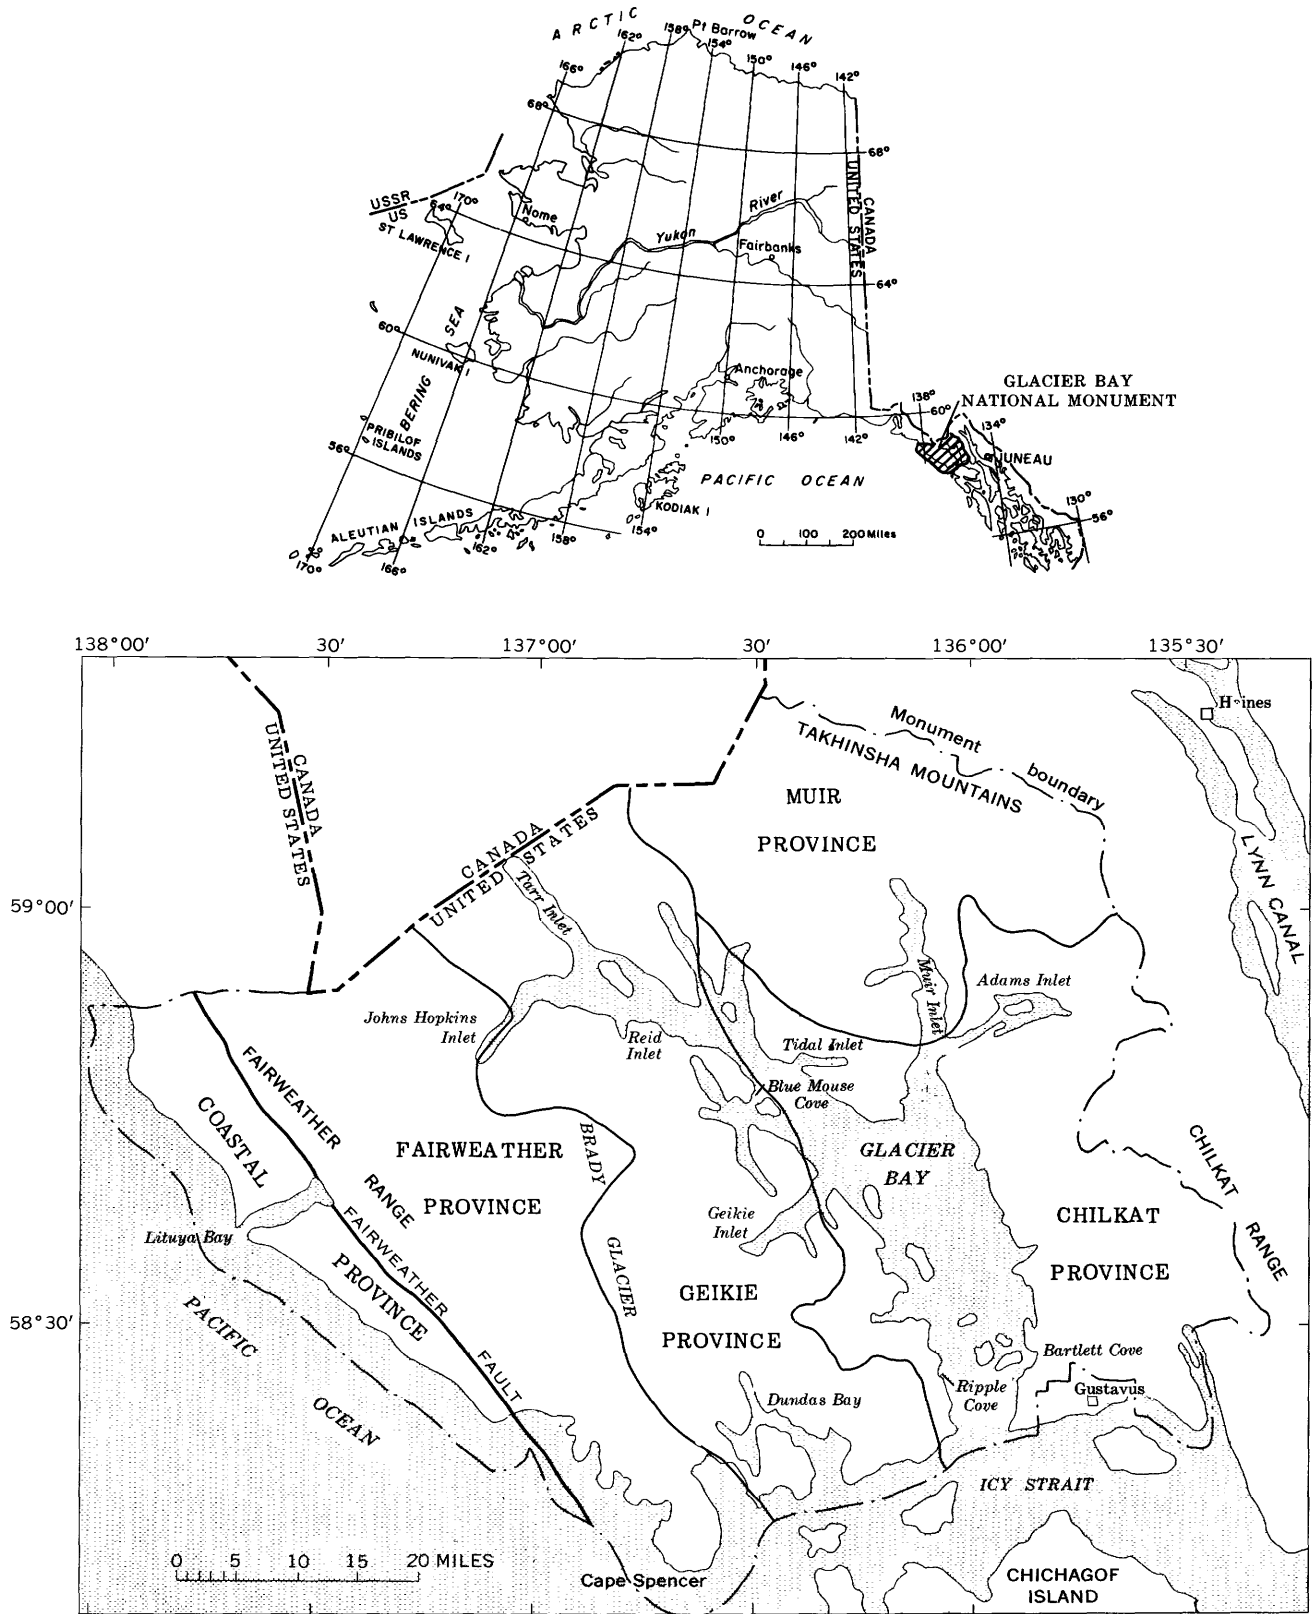 ARCTIC OCEAN
166°
162°
158°
Pt Barrow
154°
150°
146°
142°
68°
68°
UNITED STATES
CANADA
USSR
US
64°
170°
ST LAWRENCE I
Nome
Yukon River
Fairbanks
64°
60°
BERING SEA
NUNIVAK I
PRIBILOF
ISLANDS
56°
Anchorage
150°
146°
142°
138°
60°
GLACIER BAY
NATIONAL MONUMENT
134°
JUNEAU
130°
56°
PACIFIC OCEAN
KODIAK I
154°
158°
162°
166°
170°
ALEUTIAN ISLANDS
0 100 200 Miles
138°00′ 30′ 137°00′ 30′ 136°00′ 135°30′
CANADA
UNITED STATES
CANADA
UNITED STATES
Monument boundary
TAKHINSHA MOUNTAINS
MUIR
PROVINCE
LYNN CANAL
59°00′
Tarr Inlet
Muir Inlet
Adams Inlet
Johns Hopkins
Inlet
Reid
Inlet
Tidal Inlet
Blue Mouse
Cove
FAIRWEATHER RANGE
COASTAL
PROVINCE
FAIRWEATHER
PROVINCE
BRADY
GLACIER
GLACIER
BAY
CHILKAT RANGE
Lituya Bay
FAIRWEATHER FAULT
Geikie
Inlet
CHILKAT
PROVINCE
GEIKIE
PROVINCE
58°30′
PACIFIC
OCEAN
Dundas Bay
Ripple
Cove
Bartlett Cove
Gustavus
ICY STRAIT
0 5 10 15 20 MILES
Cape Spencer
CHICHAGOF
ISLAND